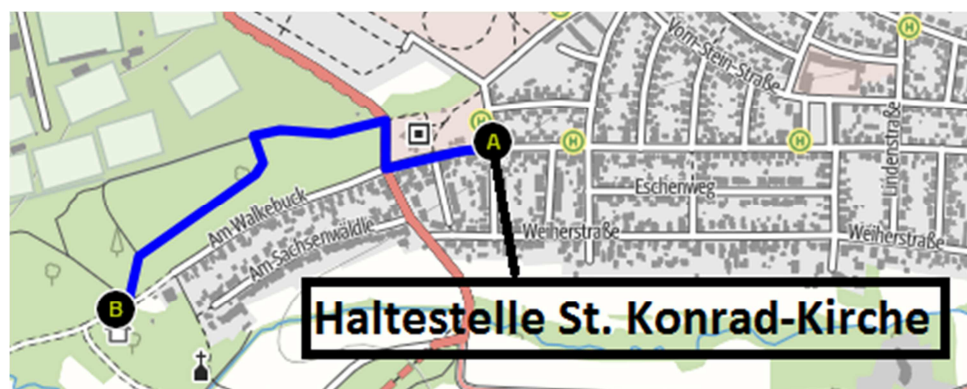 Vom-Stein-Straße
H
H
H
H
H
A
Lindenstraße
Eschenweg
Am-Walkebuck
Am-Sachsenwäldle
Weiherstraße
Weiherstraße
B
Haltestelle St. Konrad-Kirche